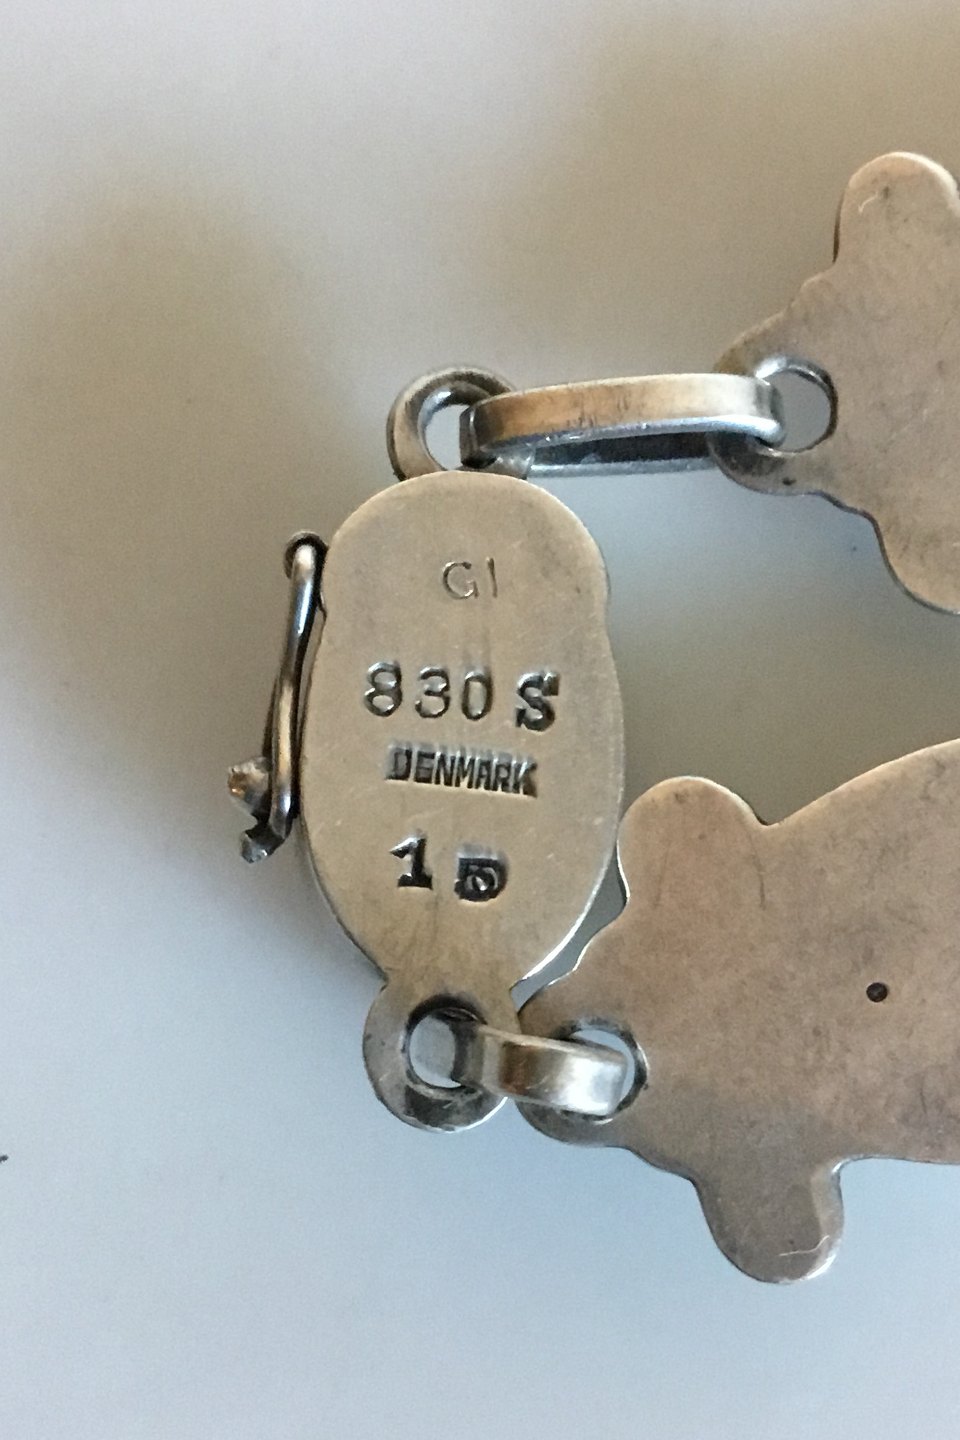 GI
830 S
DENMARK
15